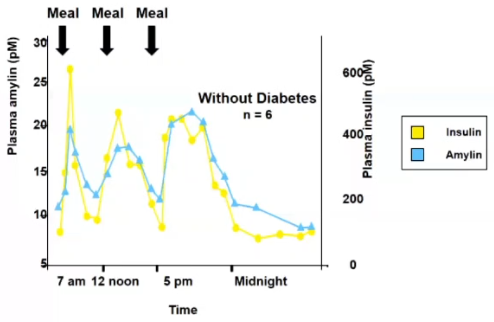 Meal Meal Meal
Plasma amylin (pM)
30
25
20
15
10
5
Without Diabetes
n = 6
Plasma insulin (pM)
600
400
200
0
Insulin
Amylin
7 am 12 noon 5 pm Midnight
Time